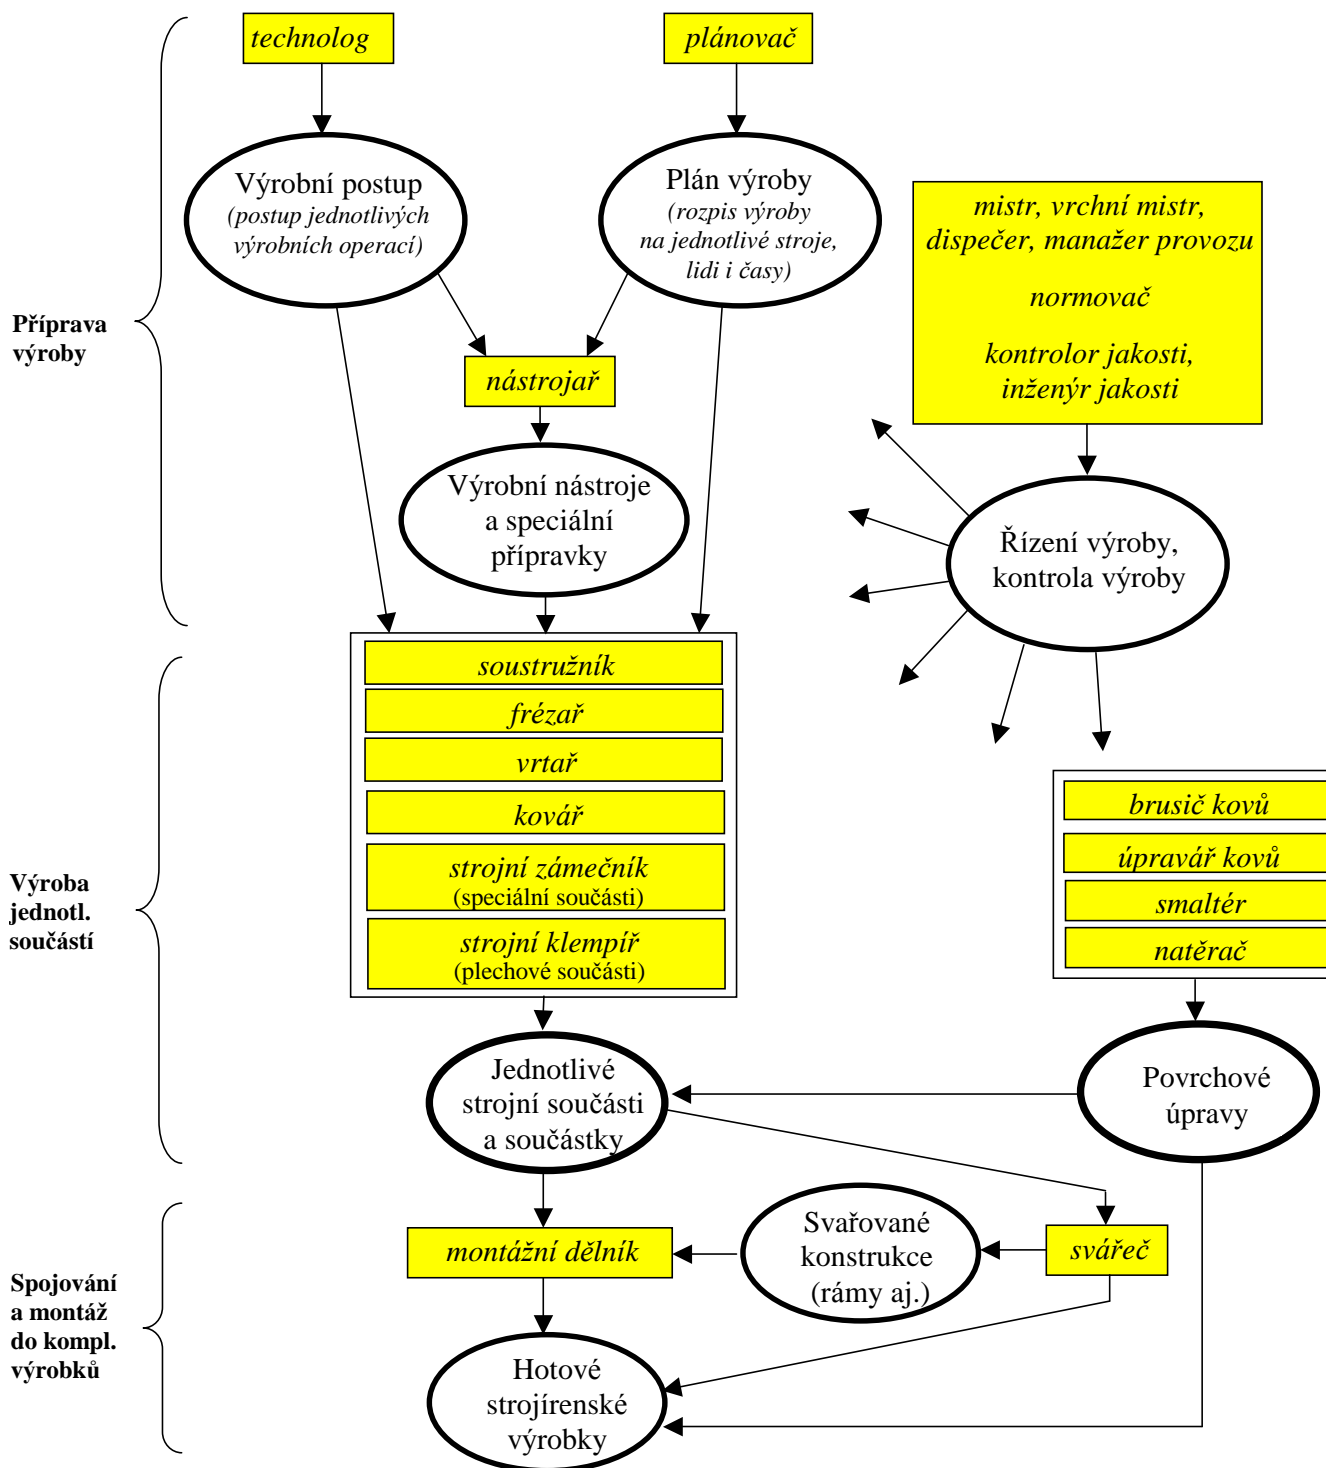 technolog
plánovač
Výrobní postup
(postup jednotlivých
výrobních operací)
Plán výroby
(rozpis výroby
na jednotlivé stroje,
lidi i časy)
mistr, vrchní mistr,
dispečer, manažer provozu
normovač
kontrolor jakosti,
inženýr jakosti
Příprava
výroby
nástrojař
Výrobní nástroje
a speciální
přípravky
Řízení výroby,
kontrola výroby
soustružník
frézař
vrtař
kovář
strojní zámečník
(speciální součásti)
strojní klempíř
(plechové součásti)
brusič kovů
úpravář kovů
smaltér
natěrač
Výroba
jednotl.
součástí
Jednotlivé
strojní součásti
a součástky
Povrchové
úpravy
montážní dělník
Svařované
konstrukce
(rámy aj.)
svářeč
Spojování
a montáž
do kompl.
výrobků
Hotové
strojírenské
výrobky